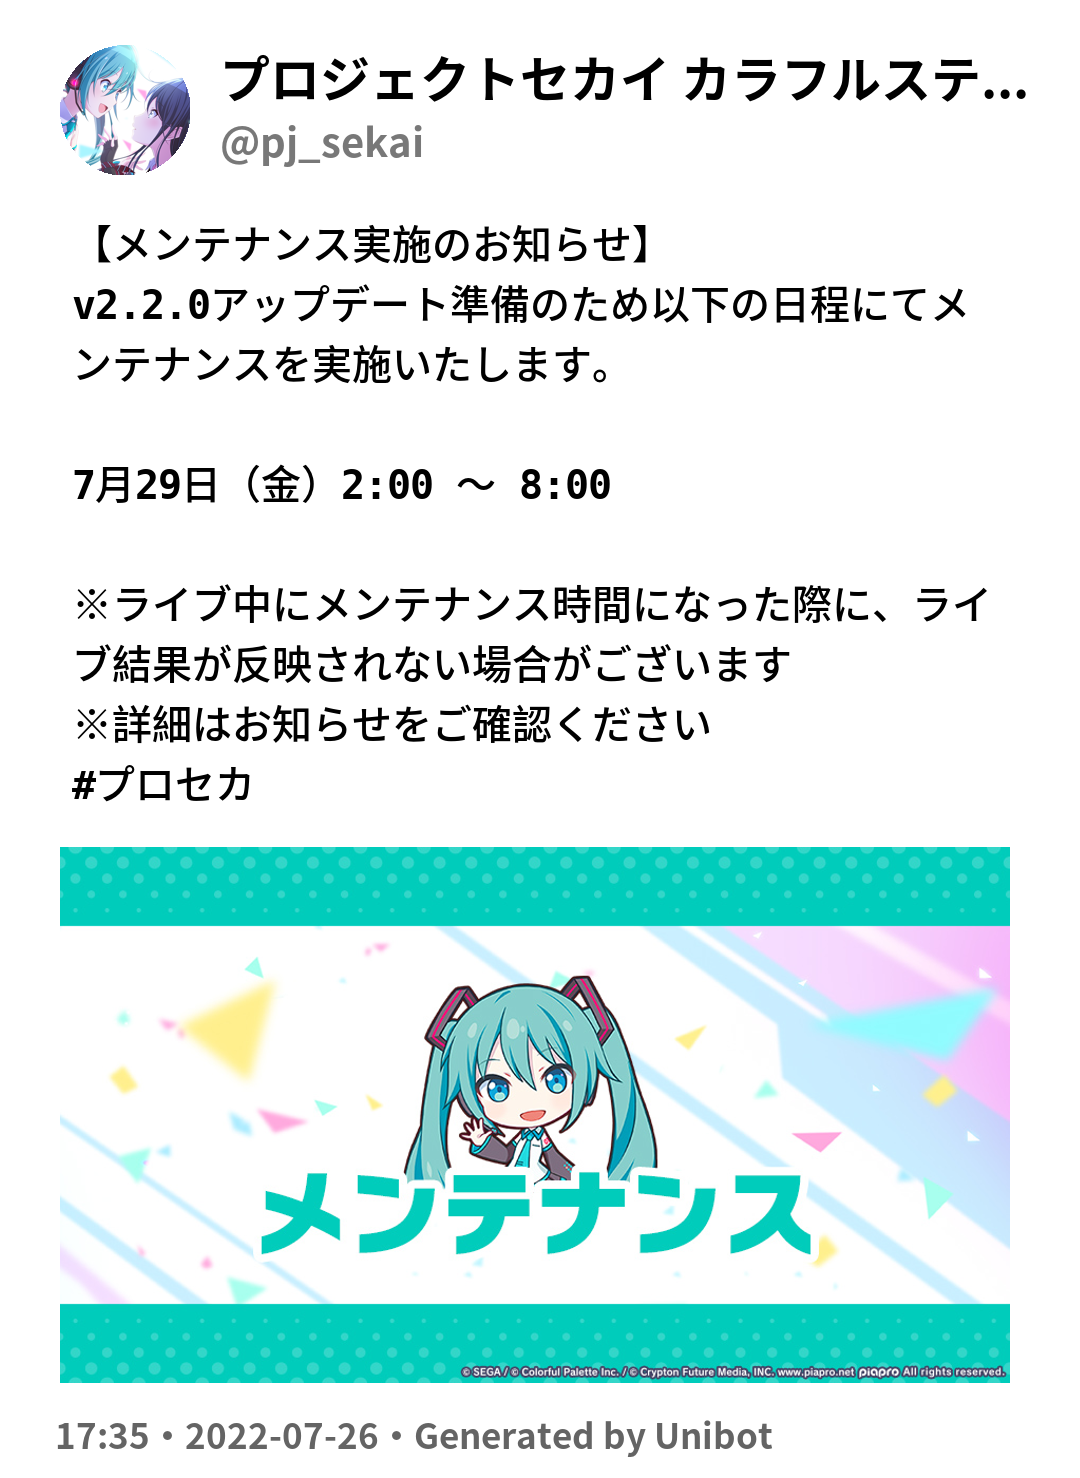 プロジェクトセカイ カラフルステ...
@pj_sekai
【メンテナンス実施のお知らせ】
v2.2.0アップデート準備のため以下の日程にてメ
ンテナンスを実施いたします。
7月29日（金）2:00 ～ 8:00
※ライブ中にメンテナンス時間になった際に、ライ
ブ結果が反映されない場合がございます
※詳細はお知らせをご確認ください
#プロセカ
メンテナンス
© SEGA / © Colorful Palette Inc. / © Crypton Future Media, INC. www.piapro.net piapro All rights reserved.
17:35・2022-07-26・Generated by Unibot